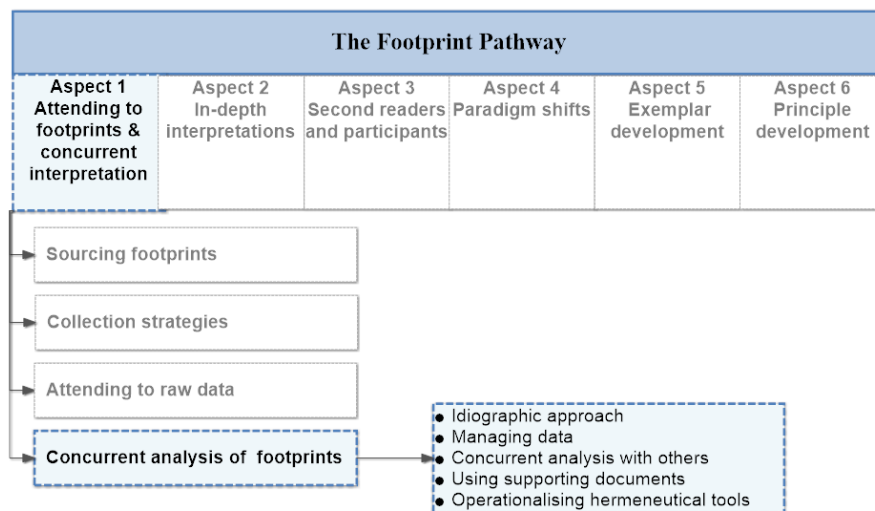 The Footprint Pathway
Aspect 1
Attending to
footprints &
concurrent
interpretation
Aspect 2
In-depth
interpretations
Aspect 3
Second readers
and participants
Aspect 4
Paradigm shifts
Aspect 5
Exemplar
development
Aspect 6
Principle
development
Sourcing footprints
Collection strategies
Attending to raw data
Concurrent analysis of footprints
● Idiographic approach
● Managing data
● Concurrent analysis with others
● Using supporting documents
● Operationalising hermeneutical tools